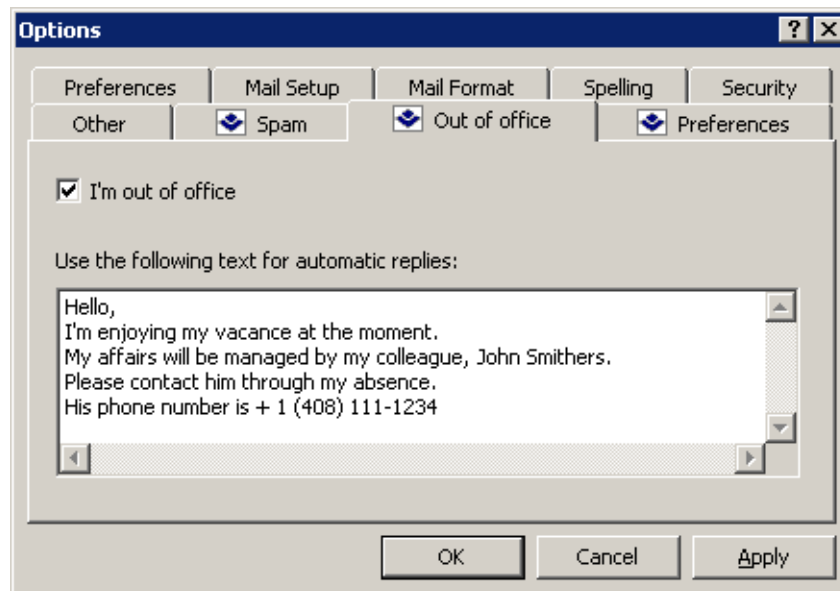 Options
Preferences Mail Setup Mail Format Spelling Security
Other Spam Out of office Preferences
I'm out of office
Use the following text for automatic replies:
Hello,
I'm enjoying my vacance at the moment.
My affairs will be managed by my colleague, John Smithers.
Please contact him through my absence.
His phone number is + 1 (408) 111-1234
OK Cancel Apply